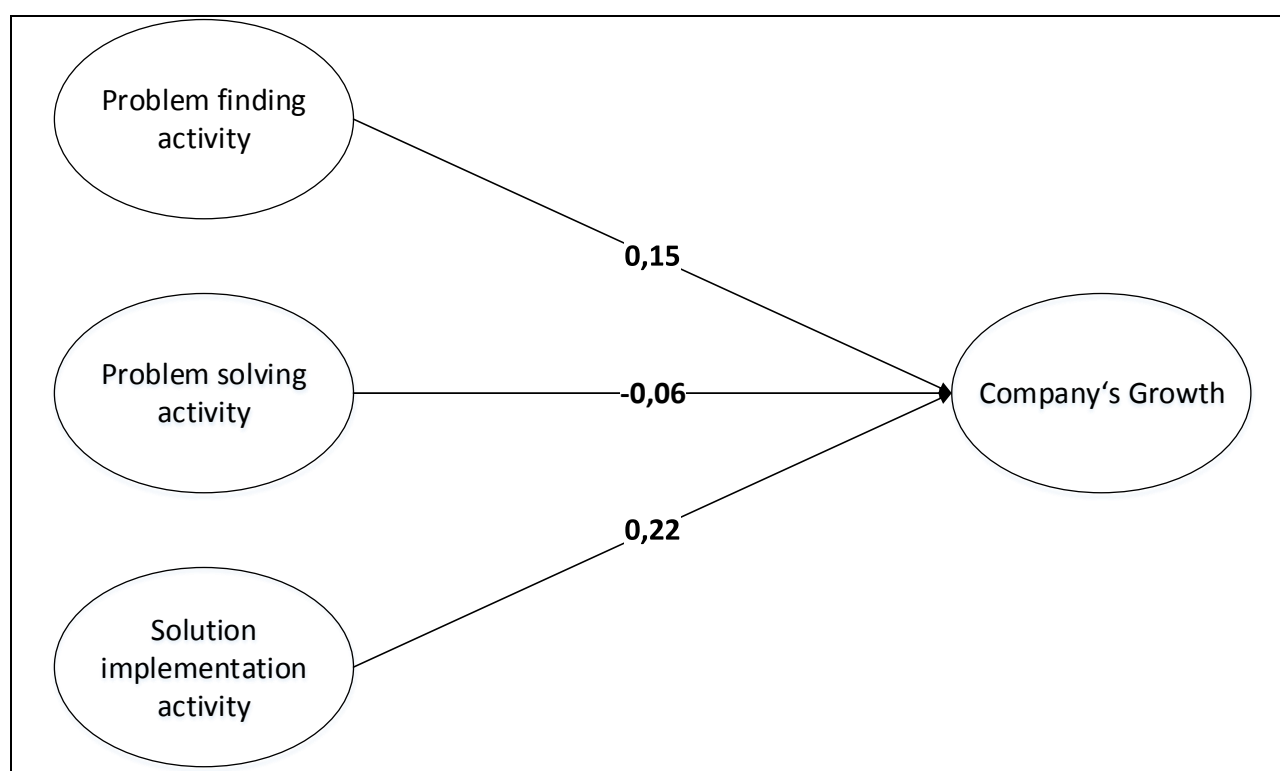 Problem finding
activity
0,15
Problem solving
activity
-0,06
Company‘s Growth
0,22
Solution
implementation
activity